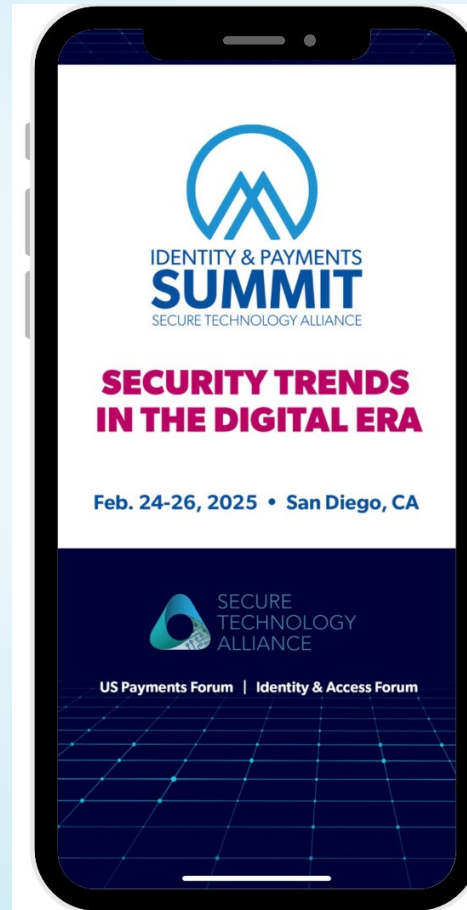 IDENTITY & PAYMENTS
SUMMIT
SECURE TECHNOLOGY ALLIANCE
SECURITY TRENDS
IN THE DIGITAL ERA
Feb. 24-26, 2025 • San Diego, CA
SECURE
TECHNOLOGY
ALLIANCE
US Payments Forum | Identity & Access Forum